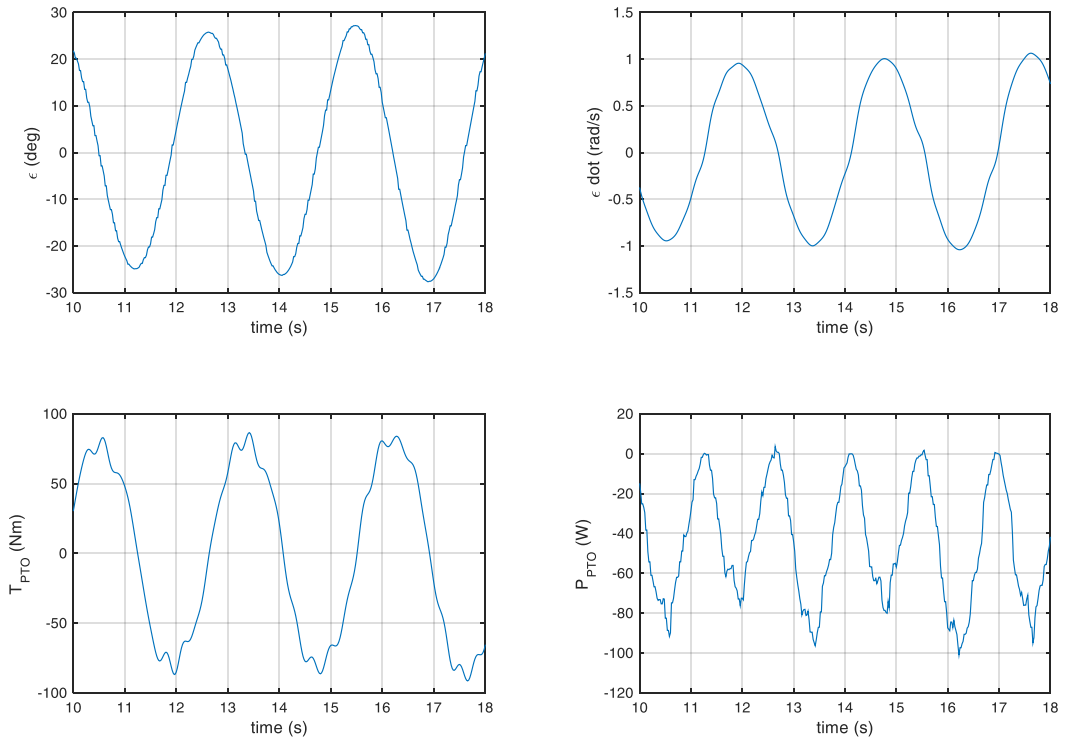 30
20
10
0
-10
-20
-30
ϵ (deg)
10 11 12 13 14 15 16 17 18
time (s)
1.5
1
0.5
0
-0.5
-1
-1.5
ϵ dot (rad/s)
10 11 12 13 14 15 16 17 18
time (s)
100
50
0
-50
-100
T_PTO (Nm)
10 11 12 13 14 15 16 17 18
time (s)
20
0
-20
-40
-60
-80
-100
-120
P_PTO (W)
10 11 12 13 14 15 16 17 18
time (s)